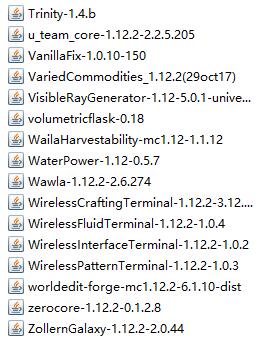 Trinity-1.4.b
u_team_core-1.12.2-2.2.5.205
VanillaFix-1.0.10-150
VariedCommodities_1.12.2(29oct17)
VisibleRayGenerator-1.12-5.0.1-unive...
volumetricflask-0.18
WailaHarvestability-mc1.12-1.1.12
WaterPower-1.12-0.5.7
Wawla-1.12.2-2.6.274
WirelessCraftingTerminal-1.12.2-3.12....
WirelessFluidTerminal-1.12.2-1.0.4
WirelessInterfaceTerminal-1.12.2-1.0.2
WirelessPatternTerminal-1.12.2-1.0.3
worldedit-forge-mc1.12.2-6.1.10-dist
zerocore-1.12.2-0.1.2.8
ZollernGalaxy-1.12.2-2.0.44